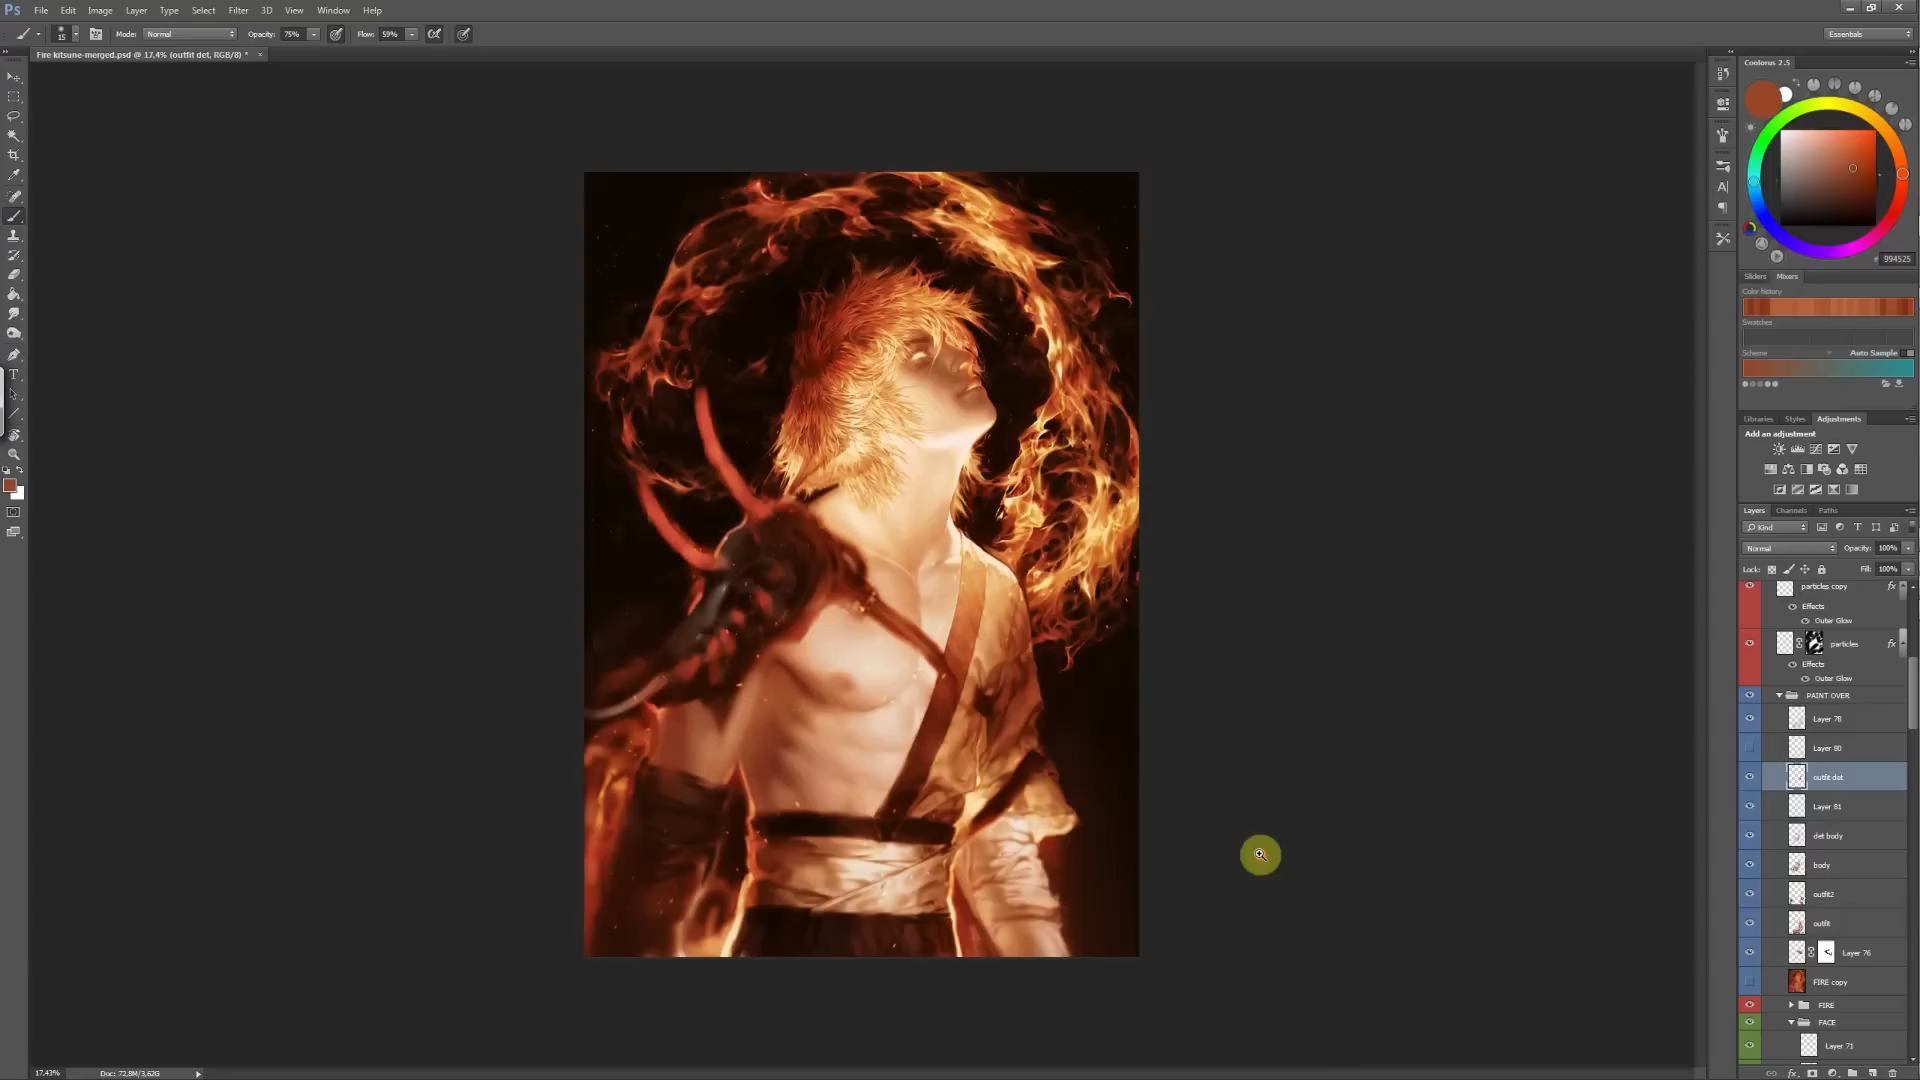 Ps File Edit Image Layer Type Select Filter 3D View Window Help
15 Mode: Normal Opacity: 75% Flow: 59% Essentials
Fire kitsune-merged.psd @ 17,4% (outfit det, RGB/8) * ×
Coolorus 2.5
# 994525
Sliders Mixers
Color history
Swatches
Scheme Auto Sample
Libraries Styles Adjustments
Add an adjustment
Layers Channels Paths
Kind
Normal Opacity: 100%
Lock: Fill: 100%
particles copy fx
Effects
Outer Glow
particles fx
Effects
Outer Glow
PAINT OVER
Layer 78
Layer 80
outfit det
Layer 81
det body
body
outfit2
outfit
Layer 76
FIRE copy
FIRE
FACE
Layer 71
17,43% Doc: 72,8M/3,62G